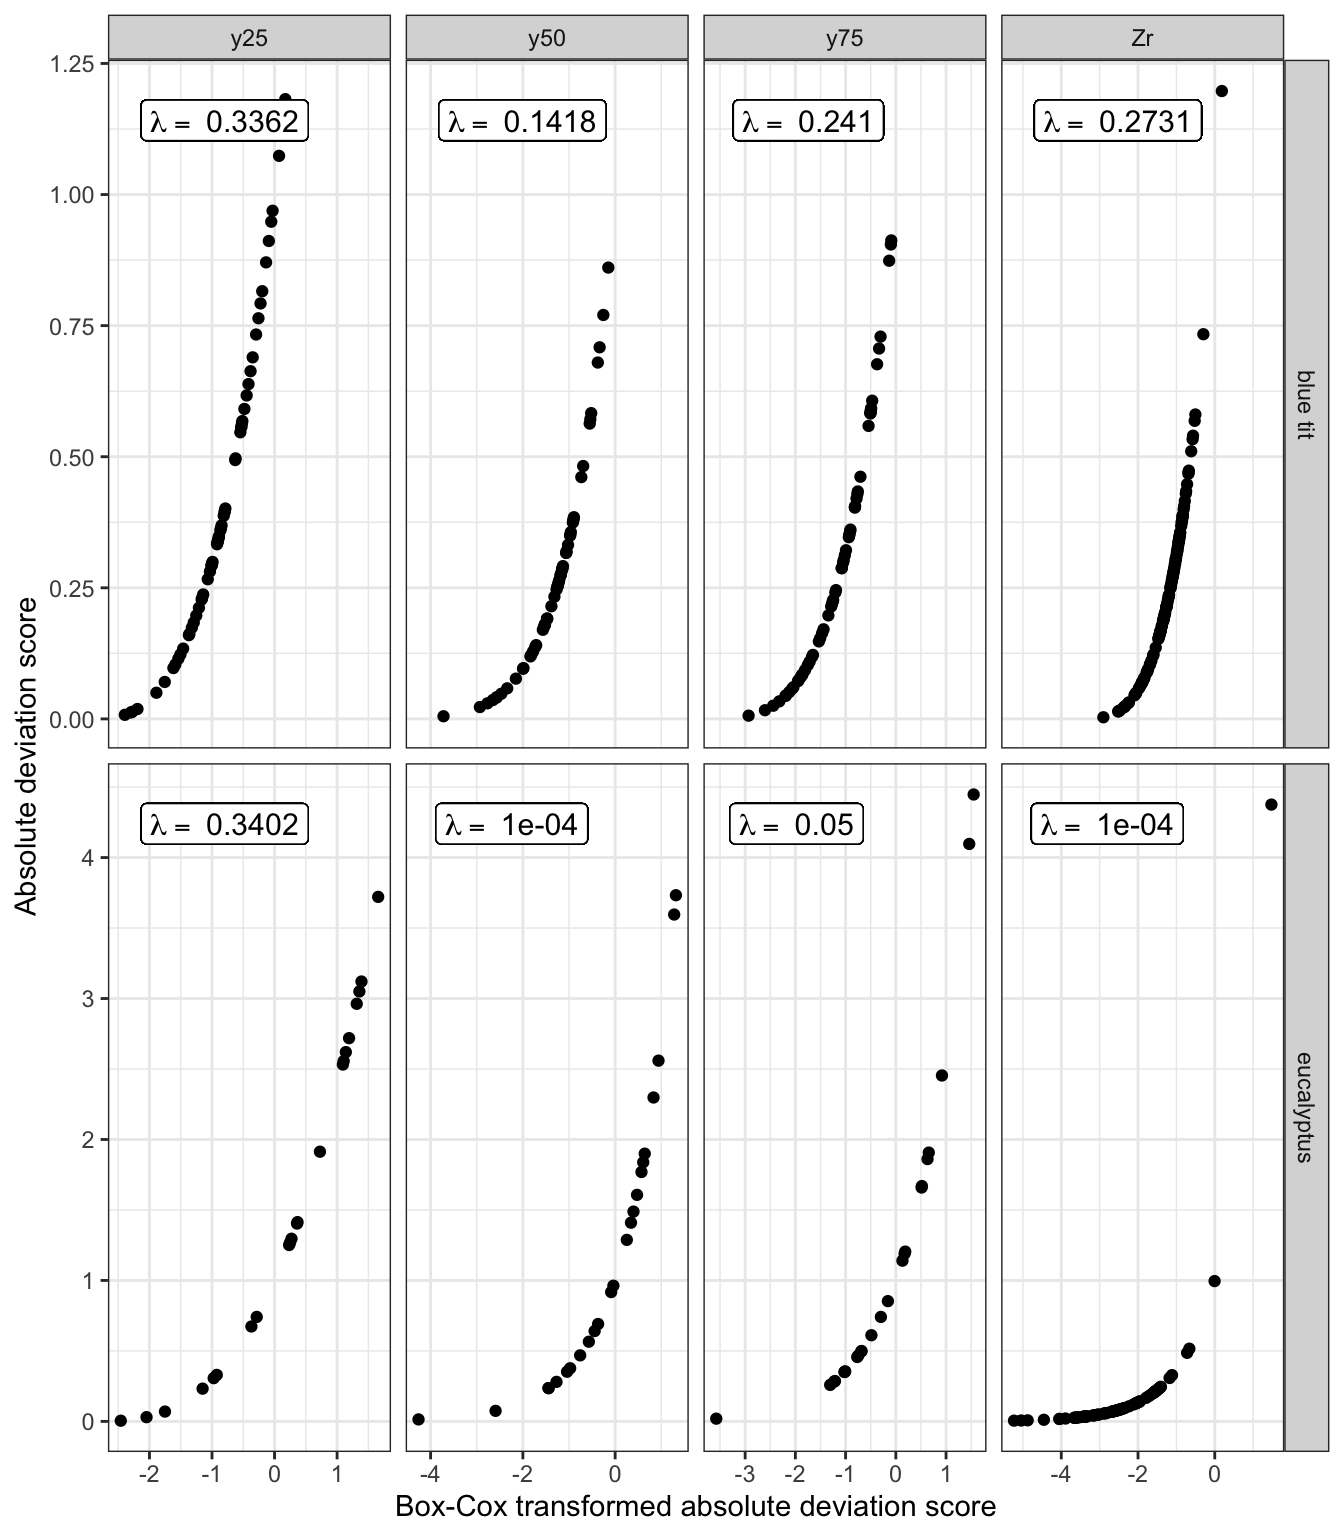 y25 y50 y75 Zr
1.25
λ = 0.3362 λ = 0.1418 λ = 0.241 λ = 0.2731
1.00
0.75
blue tit
0.50
0.25
0.00
Absolute deviation score
λ = 0.3402 λ = 1e-04 λ = 0.05 λ = 1e-04
4
3
eucalyptus
2
1
0
-2 -1 0 1 -4 -2 0 -3 -2 -1 0 1 -4 -2 0
Box-Cox transformed absolute deviation score